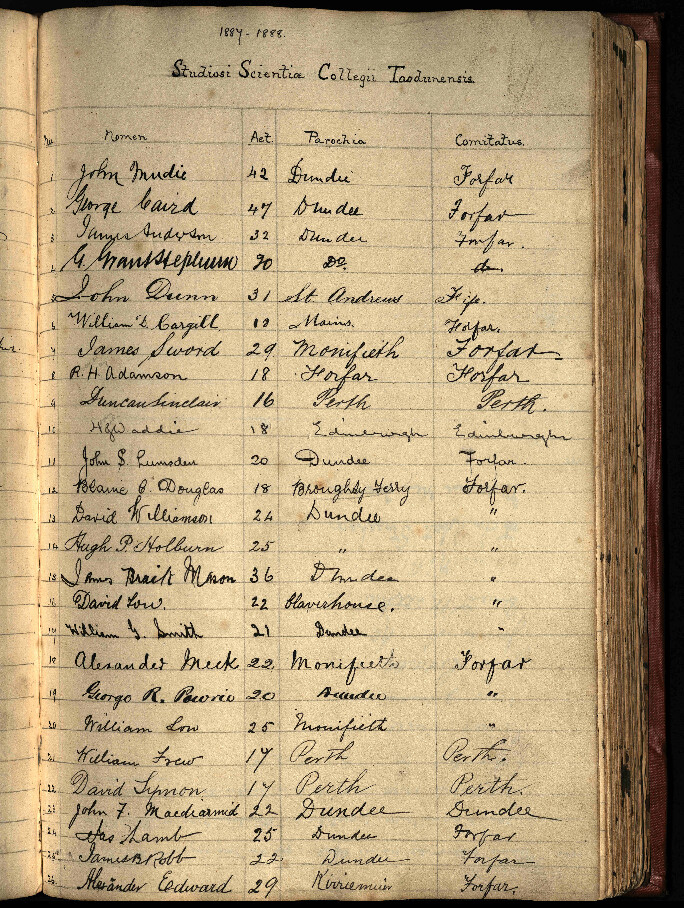 1887-1888.
Studiosi Scientiæ Collegii Taodunensis.
No. Nomen Aet. Parochia Comitatus.
1 John Mudie 42 Dundee Forfar
2 George Caird 47 Dundee Forfar
3 James Anderson 32 Dundee Forfar.
4 G. Grant Stephum 30 Do. do.
5 John Dunn 31 St. Andrews Fife.
6 William S. Cargill 19 Mains Forfar.
7 James Sword 29 Monifieth Forfar
8 R. H. Adamson 18 Forfar Forfar
9 Duncan Sinclair 16 Perth Perth.
10 Waddie 18 Edinburgh Edinburgh
11 John S. Lumsden 20 Dundee Forfar.
12 Blame C. Douglas 18 Broughty Ferry Forfar.
13 David Williamson 24 Dundee "
14 Hugh P. Holburn 25 " "
15 James Brait Mason 36 Dundee "
16 David Low. 22 Claverhouse. "
17 William G. Smith 21 Dundee "
18 Alexander Meek 22 Monifieth Forfar
19 George R. Powrie 20 Dundee "
20 William Low 25 Monifieth "
21 William Frew 17 Perth Perth.
22 David Symon 17 Perth Perth.
23 John F. Macdiarmid 22 Dundee Dundee
24 Jas Lamb 25 Dundee Forfar
25 James B Robb 22 Dundee Forfar
26 Alexander Edward 29 Kirriemuir Forfar.